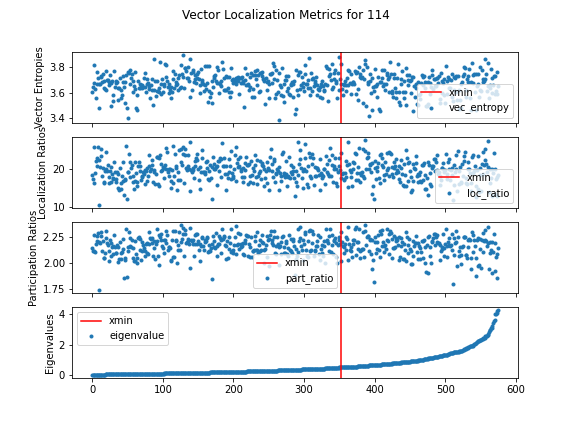 Vector Localization Metrics for 114
Vector Entropies
3.8
3.6
3.4
xmin
vec_entropy
Localization Ratios
20
10
xmin
loc_ratio
Participation Ratios
2.25
2.00
1.75
xmin
part_ratio
Eigenvalues
4
2
0
xmin
eigenvalue
0 100 200 300 400 500 600